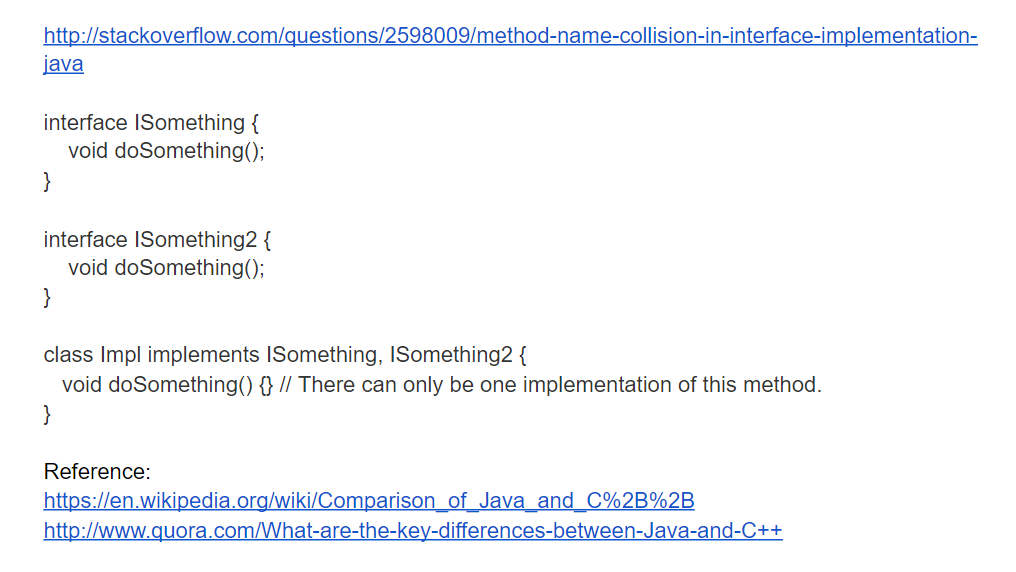 http://stackoverflow.com/questions/2598009/method-name-collision-in-interface-implementation-
java
interface ISomething {
    void doSomething();
}
interface ISomething2 {
    void doSomething();
}
class Impl implements ISomething, ISomething2 {
   void doSomething() {} // There can only be one implementation of this method.
}
Reference:
https://en.wikipedia.org/wiki/Comparison_of_Java_and_C%2B%2B
http://www.quora.com/What-are-the-key-differences-between-Java-and-C++